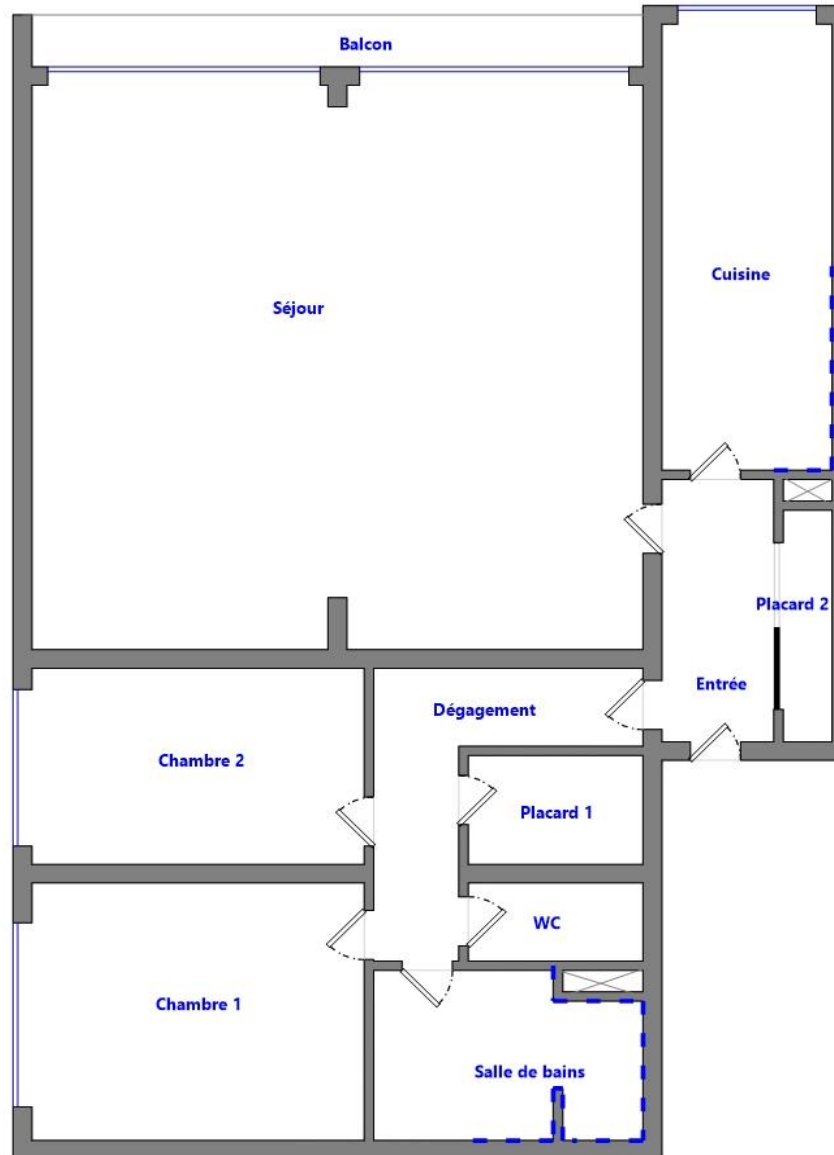 Balcon
Cuisine
Séjour
Placard 2
Entrée
Dégagement
Chambre 2
Placard 1
WC
Chambre 1
Salle de bains